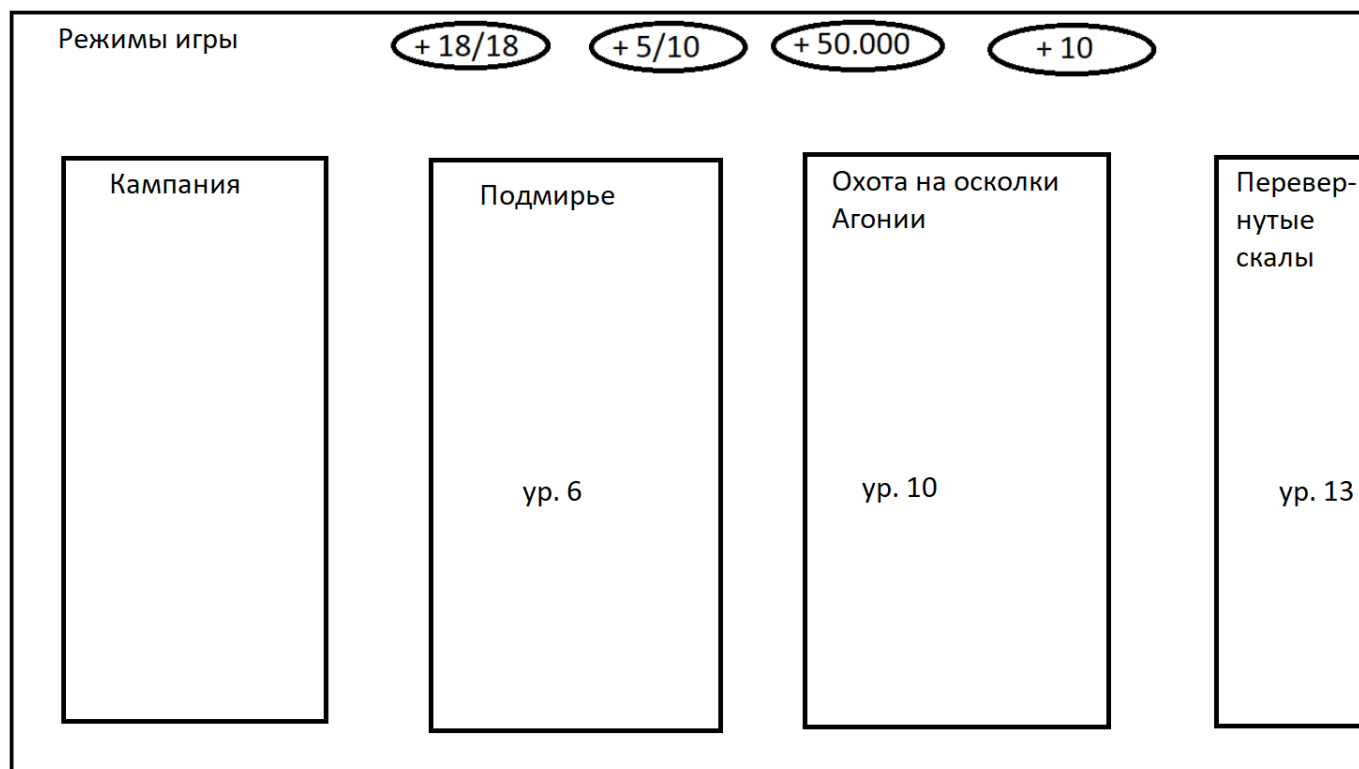 Режимы игры
+ 18/18
+ 5/10
+ 50.000
+ 10
Кампания
Подмирье
ур. 6
Охота на осколки
Агонии
ур. 10
Перевер-
нутые
скалы
ур. 13